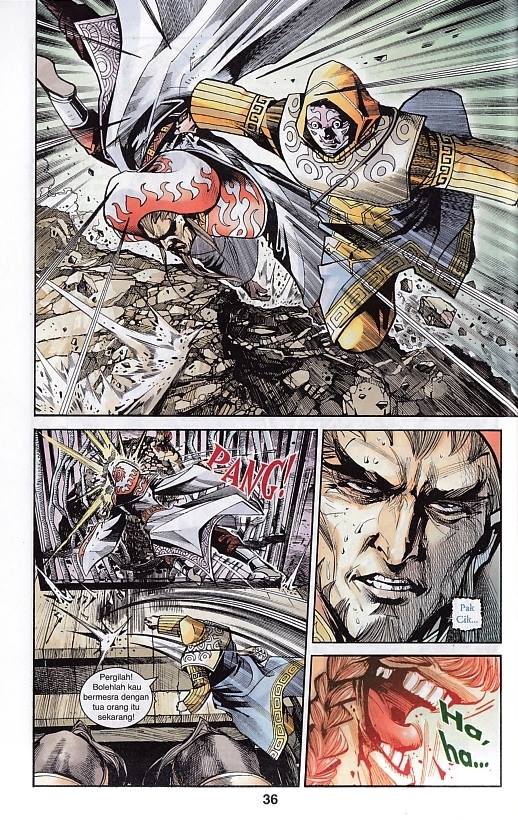 PANG!
Pak
Cik...
Pergilah!
Bolehlah kau
bermesra dengan
tua orang itu
sekarang!
Ha,
ha...
36